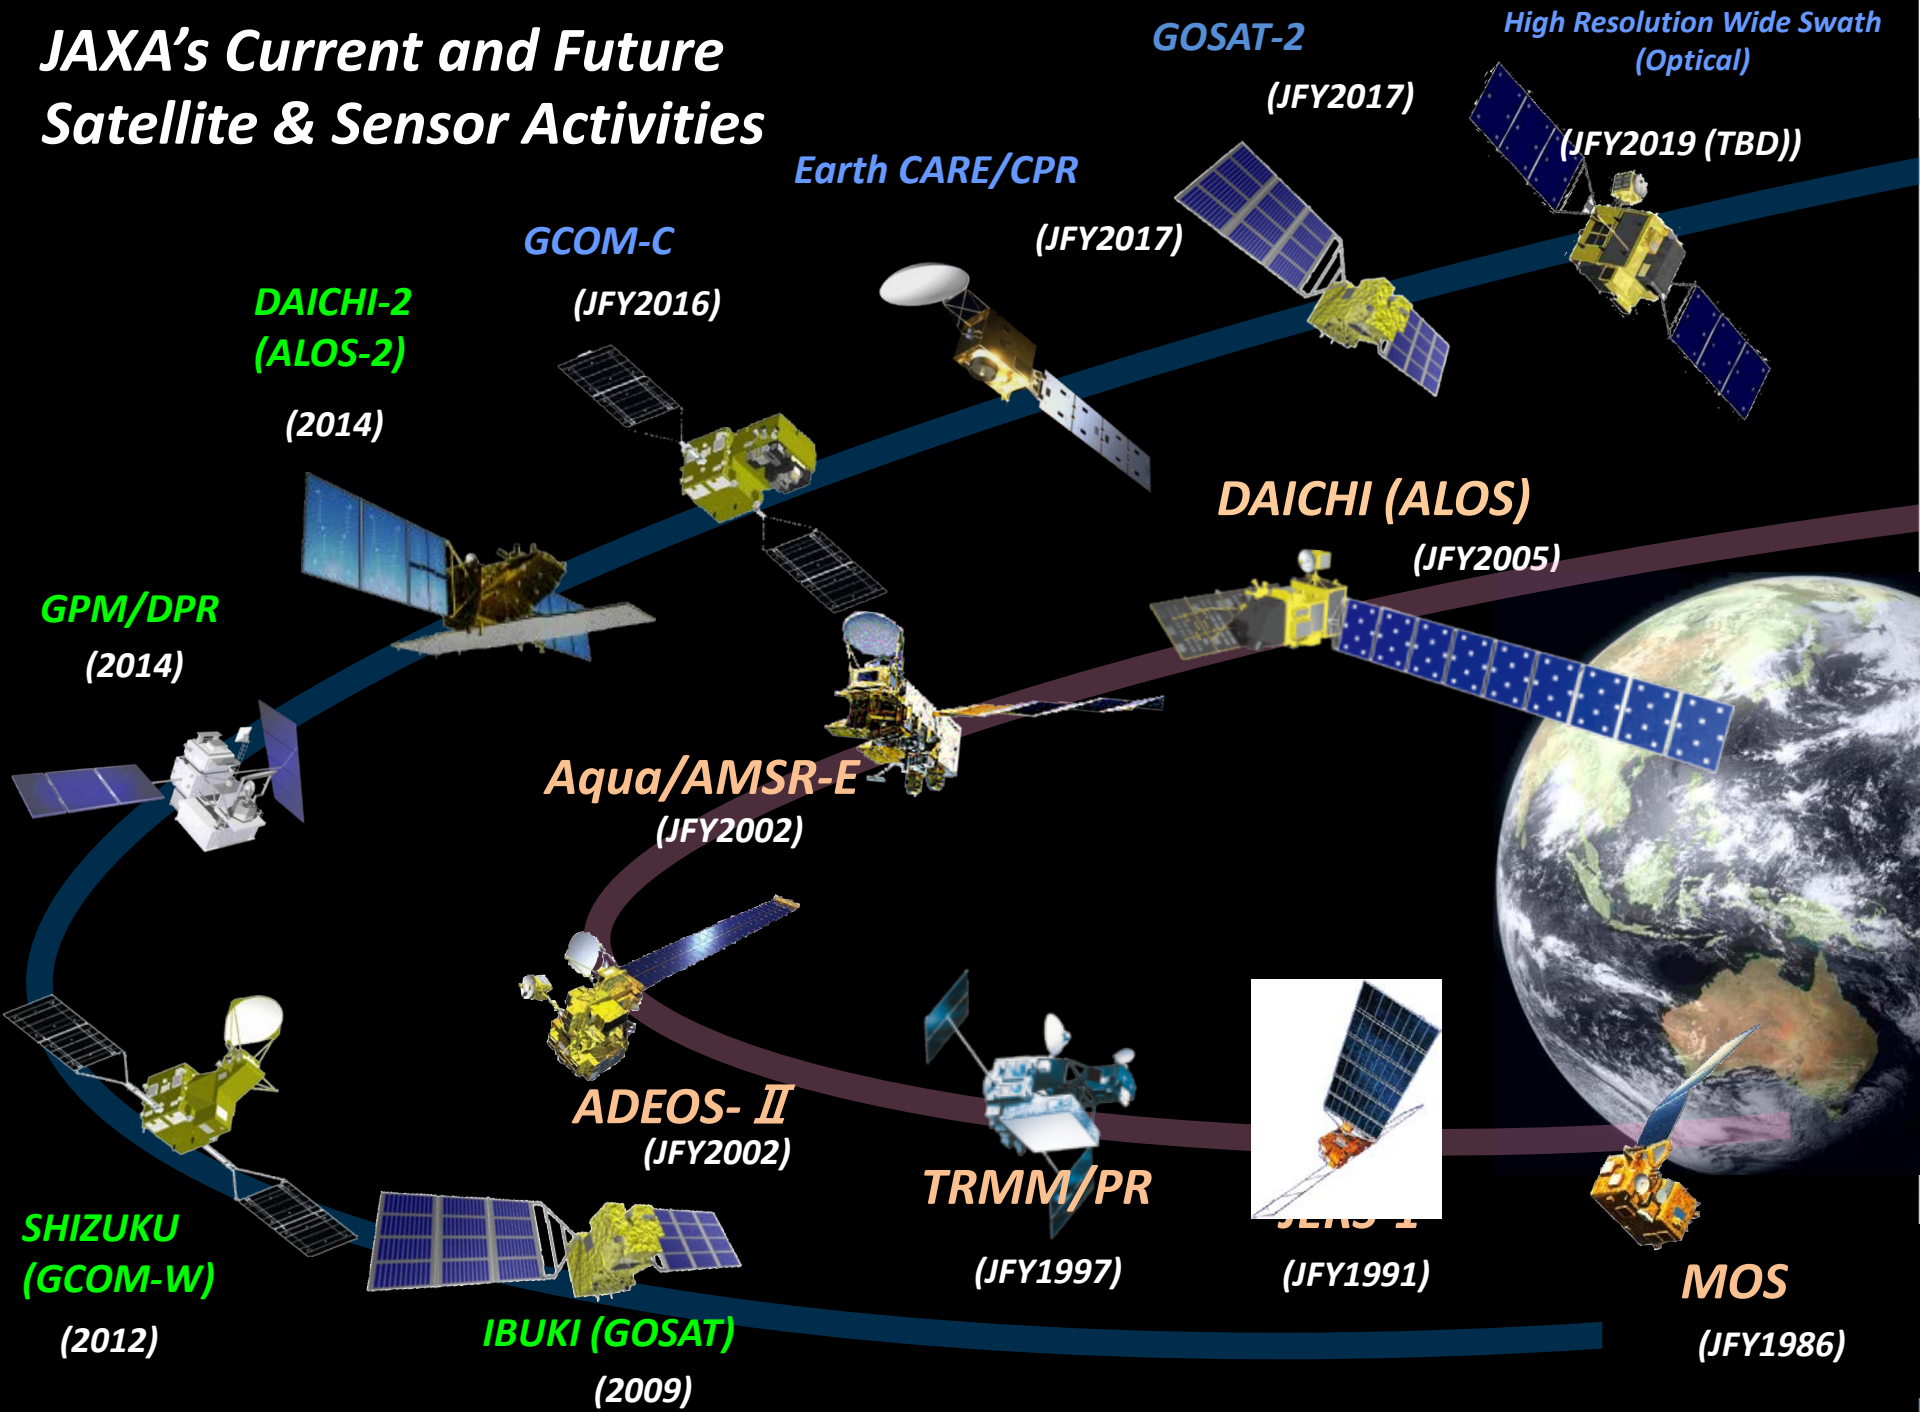 JAXA's Current and Future
Satellite & Sensor Activities
GOSAT-2
(JFY2017)
High Resolution Wide Swath
(Optical)
(JFY2019 (TBD))
Earth CARE/CPR
(JFY2017)
GCOM-C
(JFY2016)
DAICHI-2
(ALOS-2)
(2014)
DAICHI (ALOS)
(JFY2005)
GPM/DPR
(2014)
Aqua/AMSR-E
(JFY2002)
ADEOS- Ⅱ
(JFY2002)
TRMM/PR
(JFY1997)
(JFY1991)
MOS
(JFY1986)
SHIZUKU
(GCOM-W)
(2012)
IBUKI (GOSAT)
(2009)